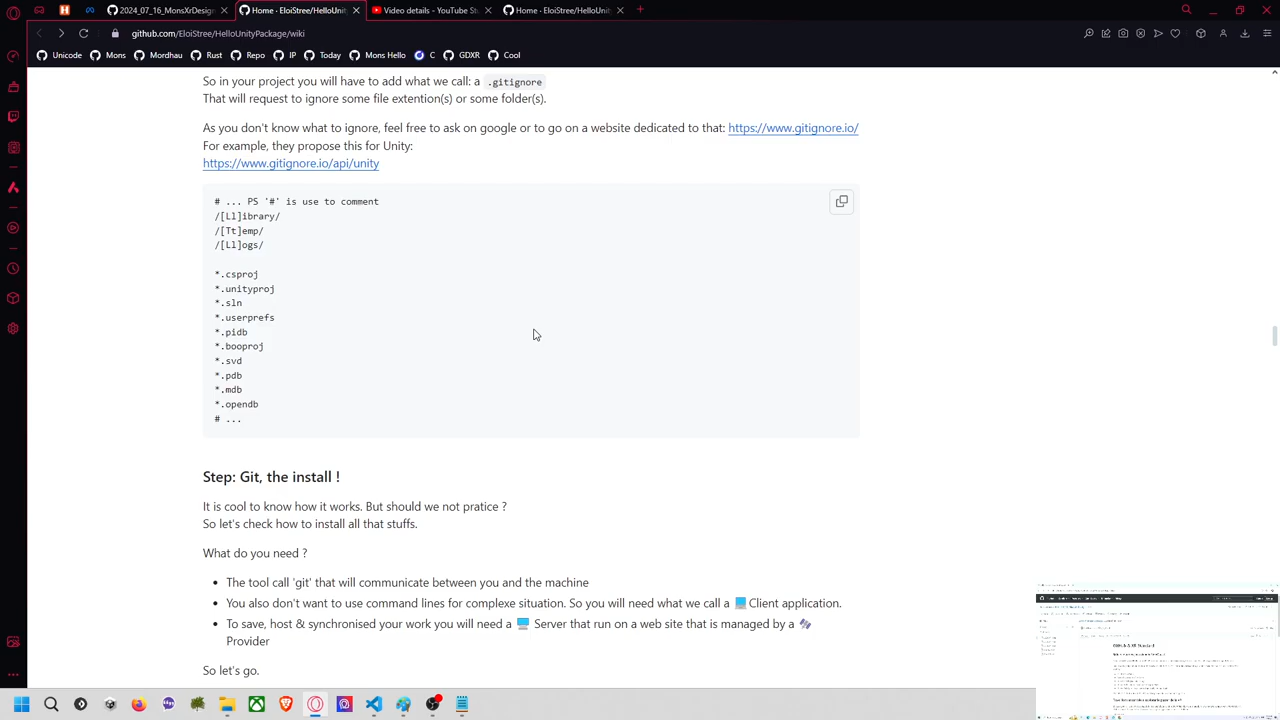 2024_07_16_MonsXrDesign
Home · EloiStree/HelloUnity
Video details - YouTube St
Home · EloiStree/HelloUnity
github.com/EloiStree/HelloUnityPackage/wiki
Unicode Mons Mordhau Rust Repo IP Today Mons Hello C GDXR Cool
So in your project you will have to add what we call: a .gitignore
That will request to ignore some file extention(s) or some folder(s).
As you don't know what to ignore, feel free to ask on google or to go on a website dedicated to that: https://www.gitignore.io/
For example, they propose this for Unity:
https://www.gitignore.io/api/unity
# ... PS '#' is use to comment
/[Ll]ibrary/
/[Tt]emp/
/[Ll]ogs/
*.csproj
*.unityproj
*.sln
*.userprefs
*.pidb
*.booproj
*.svd
*.pdb
*.mdb
*.opendb
# ...
Step: Git, the install !
It is cool to know how it works. But should we not pratice ?
So let's check how to install all that stuffs.
What do you need ?
The tool call 'git' that will communicate between you and the machine
You also don't want to use command lines for complexe situation so you will need what we call a Client application.
To save, host & archive your project you will need a Server that run a version that is managed by a
provider
So let's go.